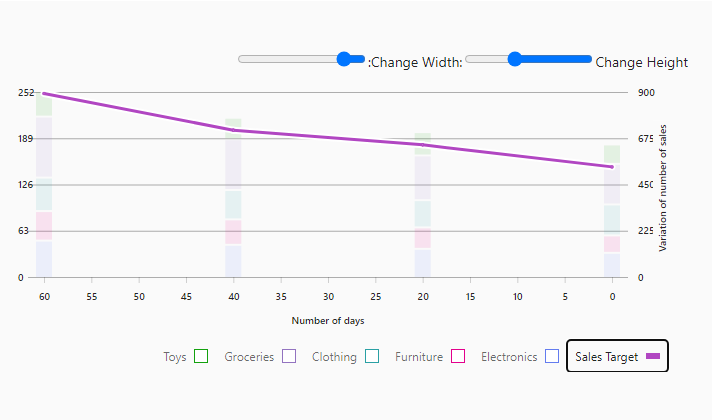 :Change Width: Change Height
252 900
189 675
126 450
63 225
0 0
Variation of number of sales
60 55 50 45 40 35 30 25 20 15 10 5 0
Number of days
Toys Groceries Clothing Furniture Electronics Sales Target